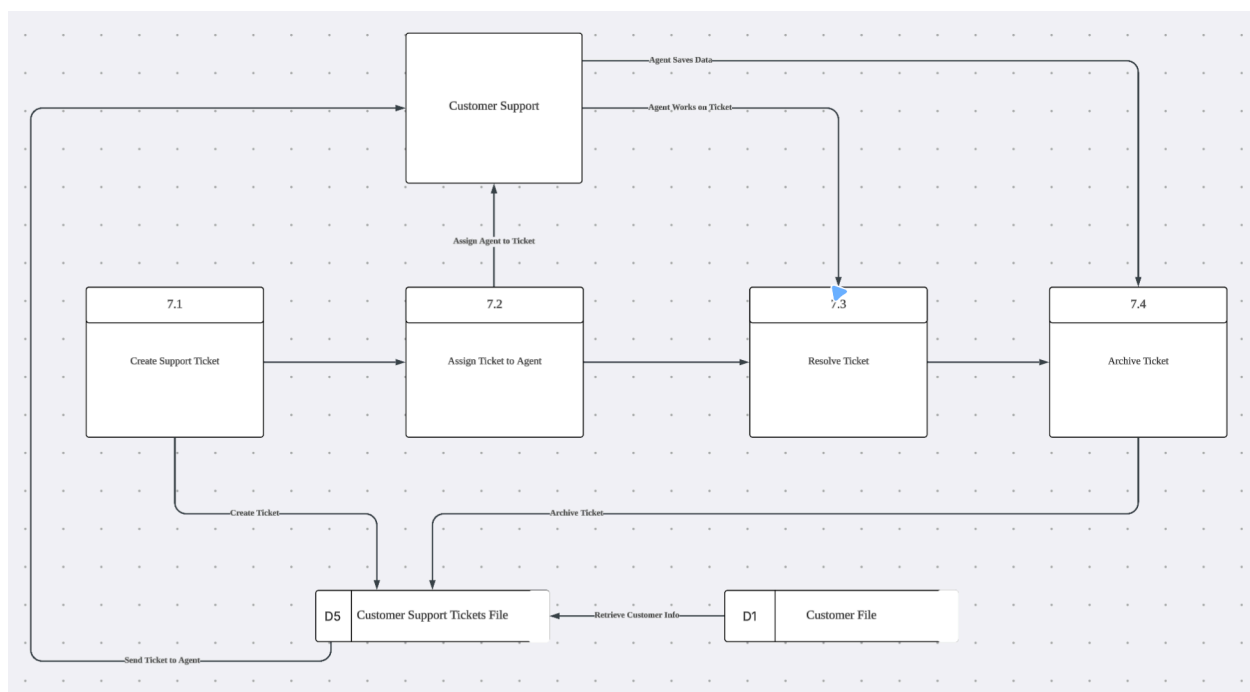 Agent Saves Data
Customer Support
Agent Works on Ticket
Assign Agent to Ticket
7.1
7.2
7.3
7.4
Create Support Ticket
Assign Ticket to Agent
Resolve Ticket
Archive Ticket
Create Ticket
Archive Ticket
D5
Customer Support Tickets File
Retrieve Customer Info
D1
Customer File
Send Ticket to Agent